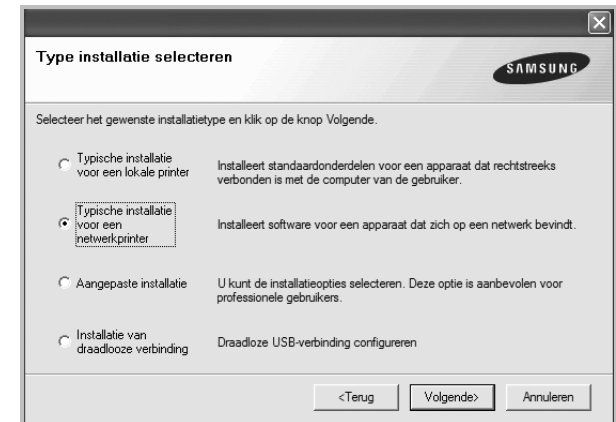 Type installatie selecteren
SAMSUNG
Selecteer het gewenste installatietype en klik op de knop Volgende.
Typische installatie
voor een lokale printer
Installeert standaardonderdelen voor een apparaat dat rechtstreeks
verbonden is met de computer van de gebruiker.
Typische installatie
voor een
netwerkprinter
Installeert software voor een apparaat dat zich op een netwerk bevindt.
Aangepaste installatie
U kunt de installatieopties selecteren. Deze optie is aanbevolen voor
professionele gebruikers.
Installatie van
draadlooze verbinding
Draadloze USB-verbinding configureren
<Terug
Volgende>
Annuleren